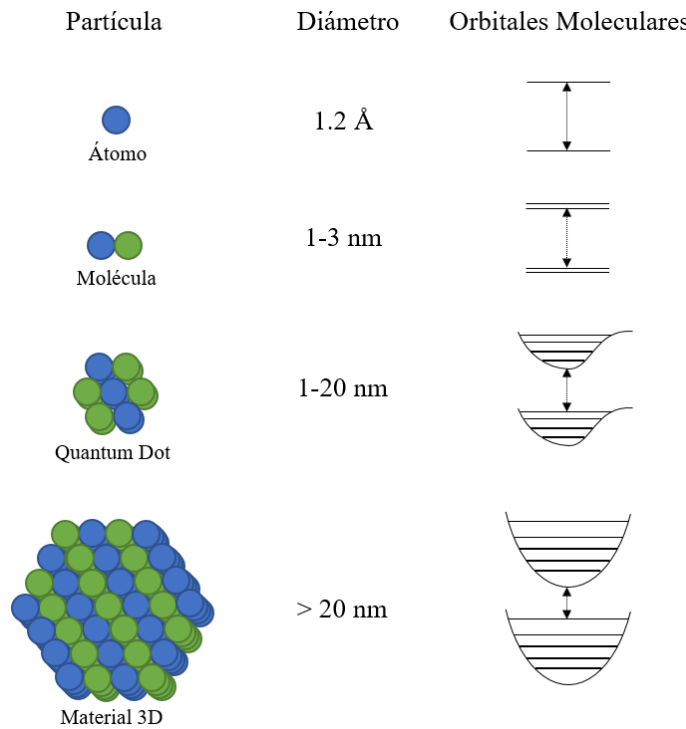 Partícula Diámetro Orbitales Moleculares
1.2 Å
Átomo
1-3 nm
Molécula
1-20 nm
Quantum Dot
> 20 nm
Material 3D